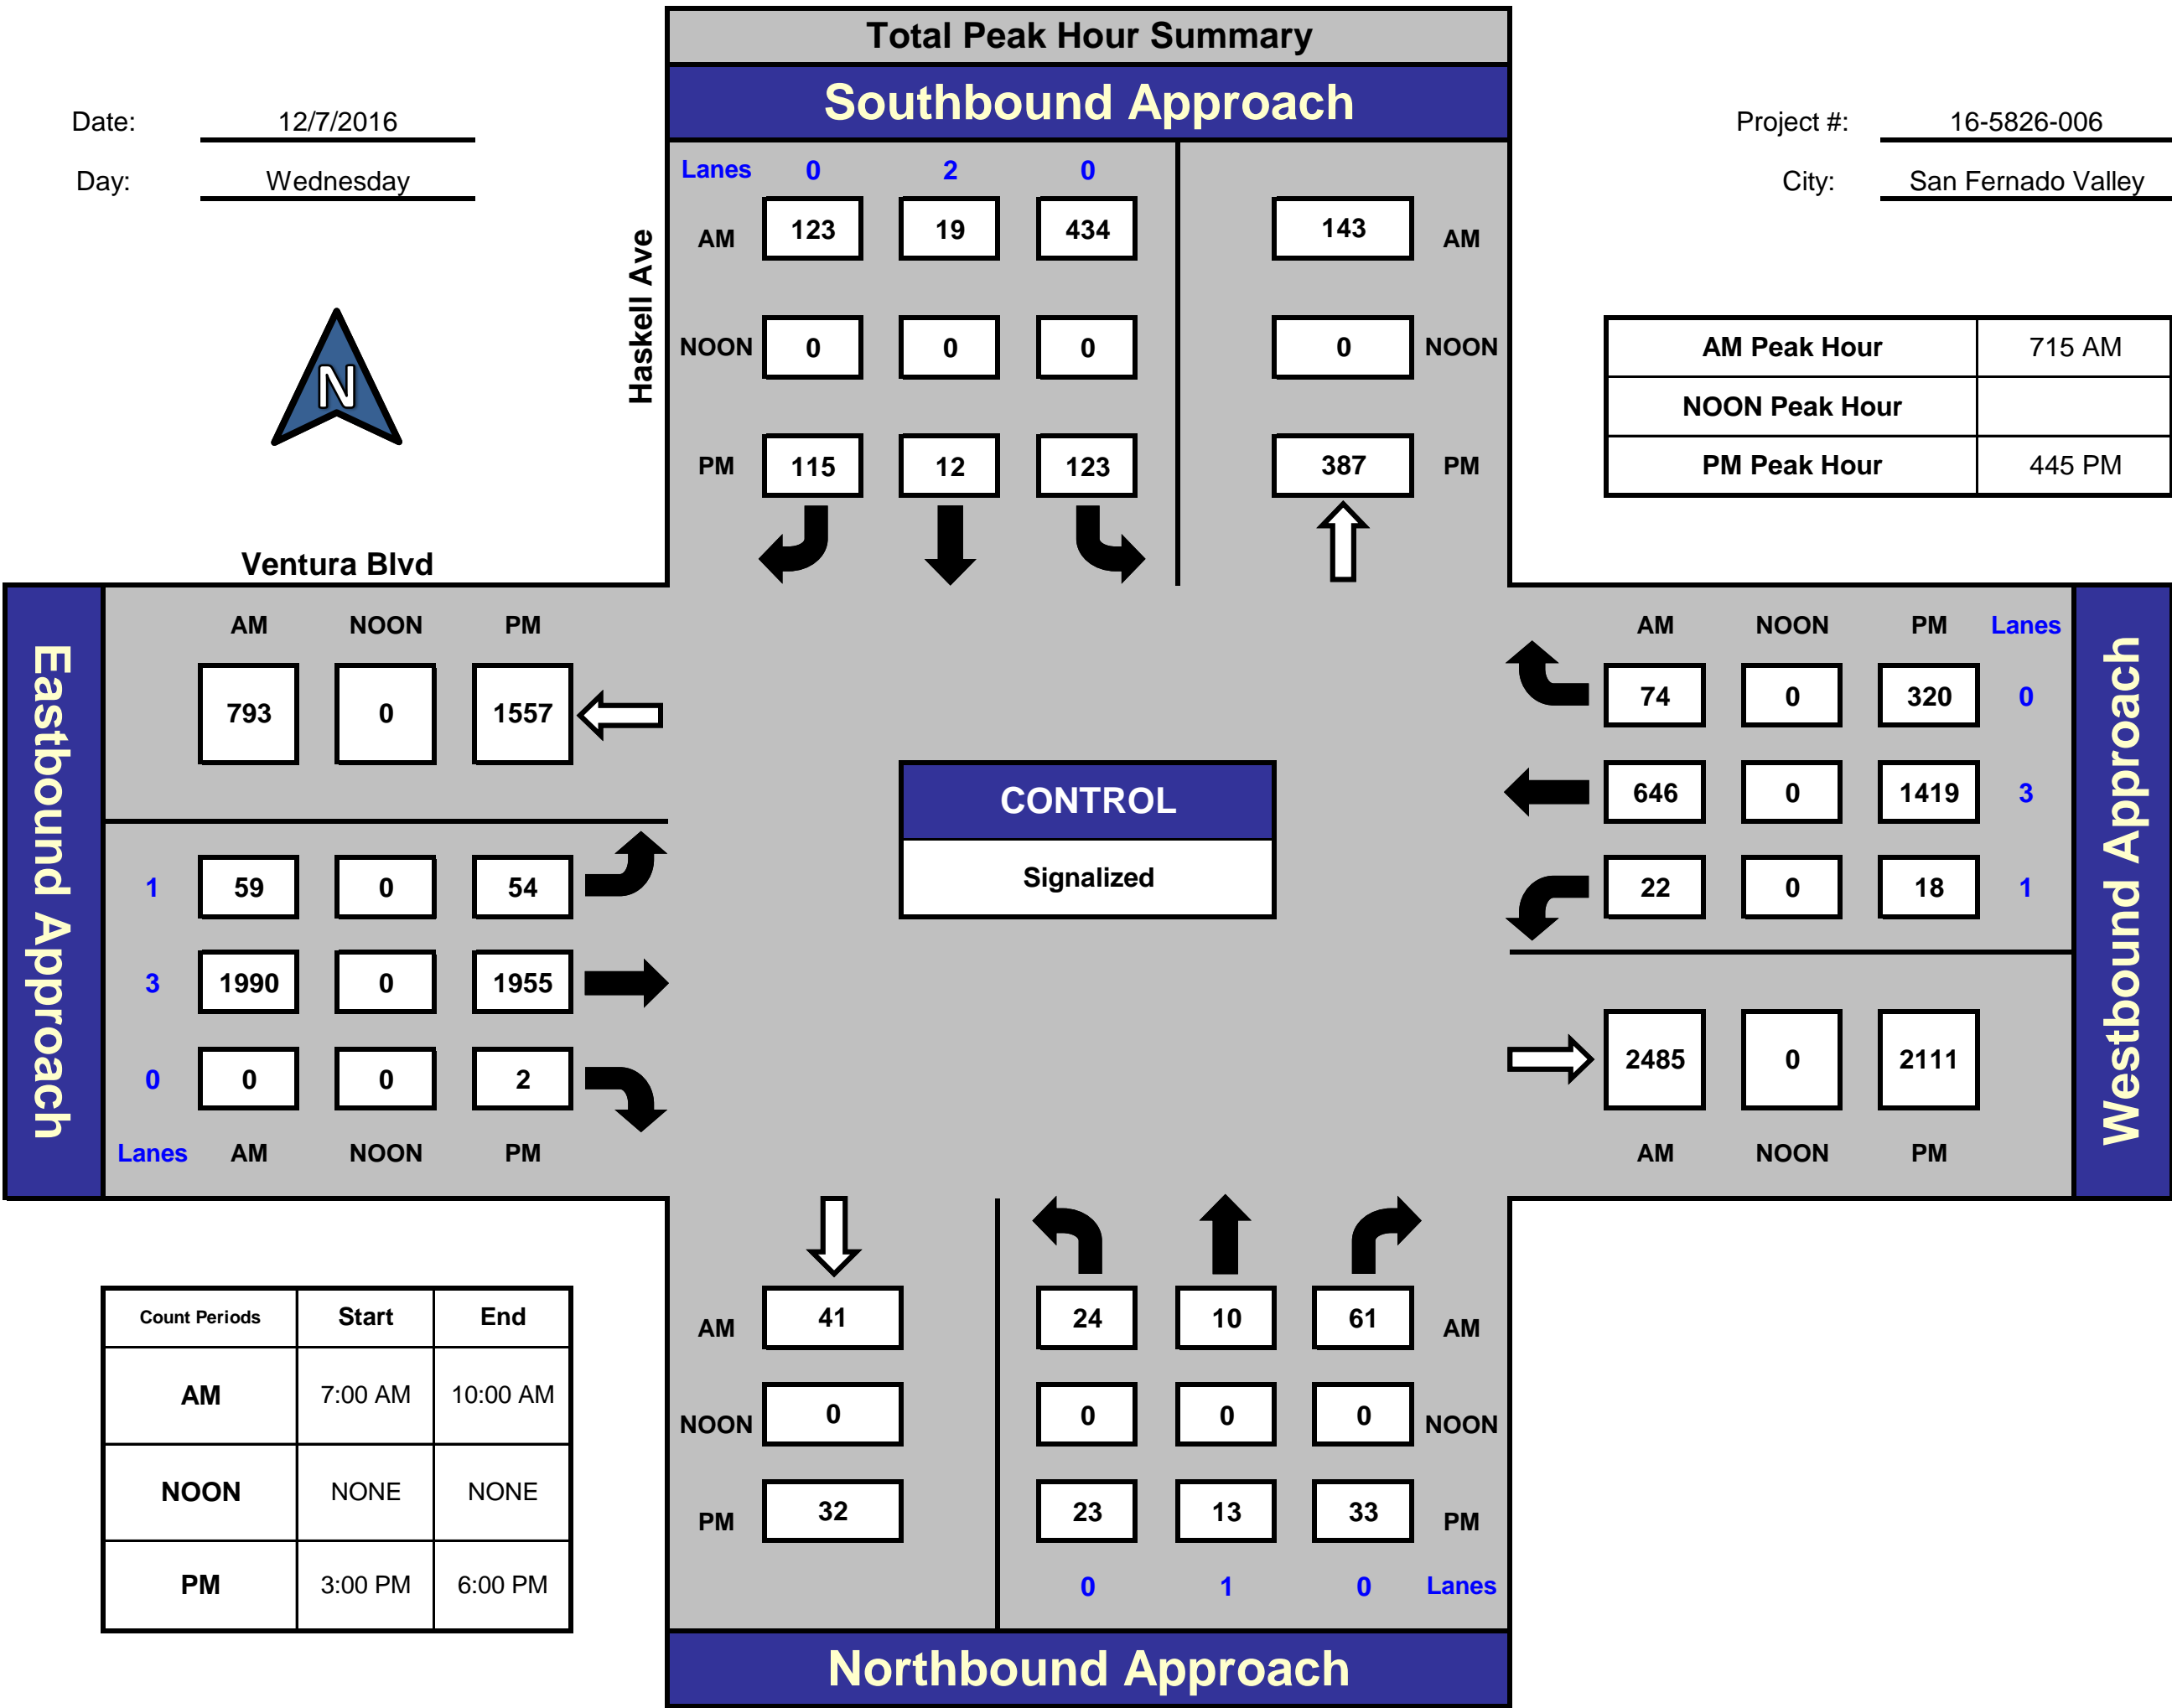 Total Peak Hour Summary
Southbound Approach
Date: 12/7/2016
Day: Wednesday
Project #: 16-5826-006
City: San Fernado Valley
N
Haskell Ave
Lanes 0 2 0
AM 123 19 434 143 AM
NOON 0 0 0 0 NOON
PM 115 12 123 387 PM
AM Peak Hour 715 AM
NOON Peak Hour
PM Peak Hour 445 PM
Ventura Blvd
Eastbound Approach
AM NOON PM
793 0 1557
1 59 0 54
3 1990 0 1955
0 0 0 2
Lanes AM NOON PM
CONTROL
Signalized
AM NOON PM Lanes
74 0 320 0
646 0 1419 3
22 0 18 1
2485 0 2111
AM NOON PM
Westbound Approach
Count Periods Start End
AM 7:00 AM 10:00 AM
NOON NONE NONE
PM 3:00 PM 6:00 PM
AM 41 24 10 61 AM
NOON 0 0 0 0 NOON
PM 32 23 13 33 PM
0 1 0 Lanes
Northbound Approach